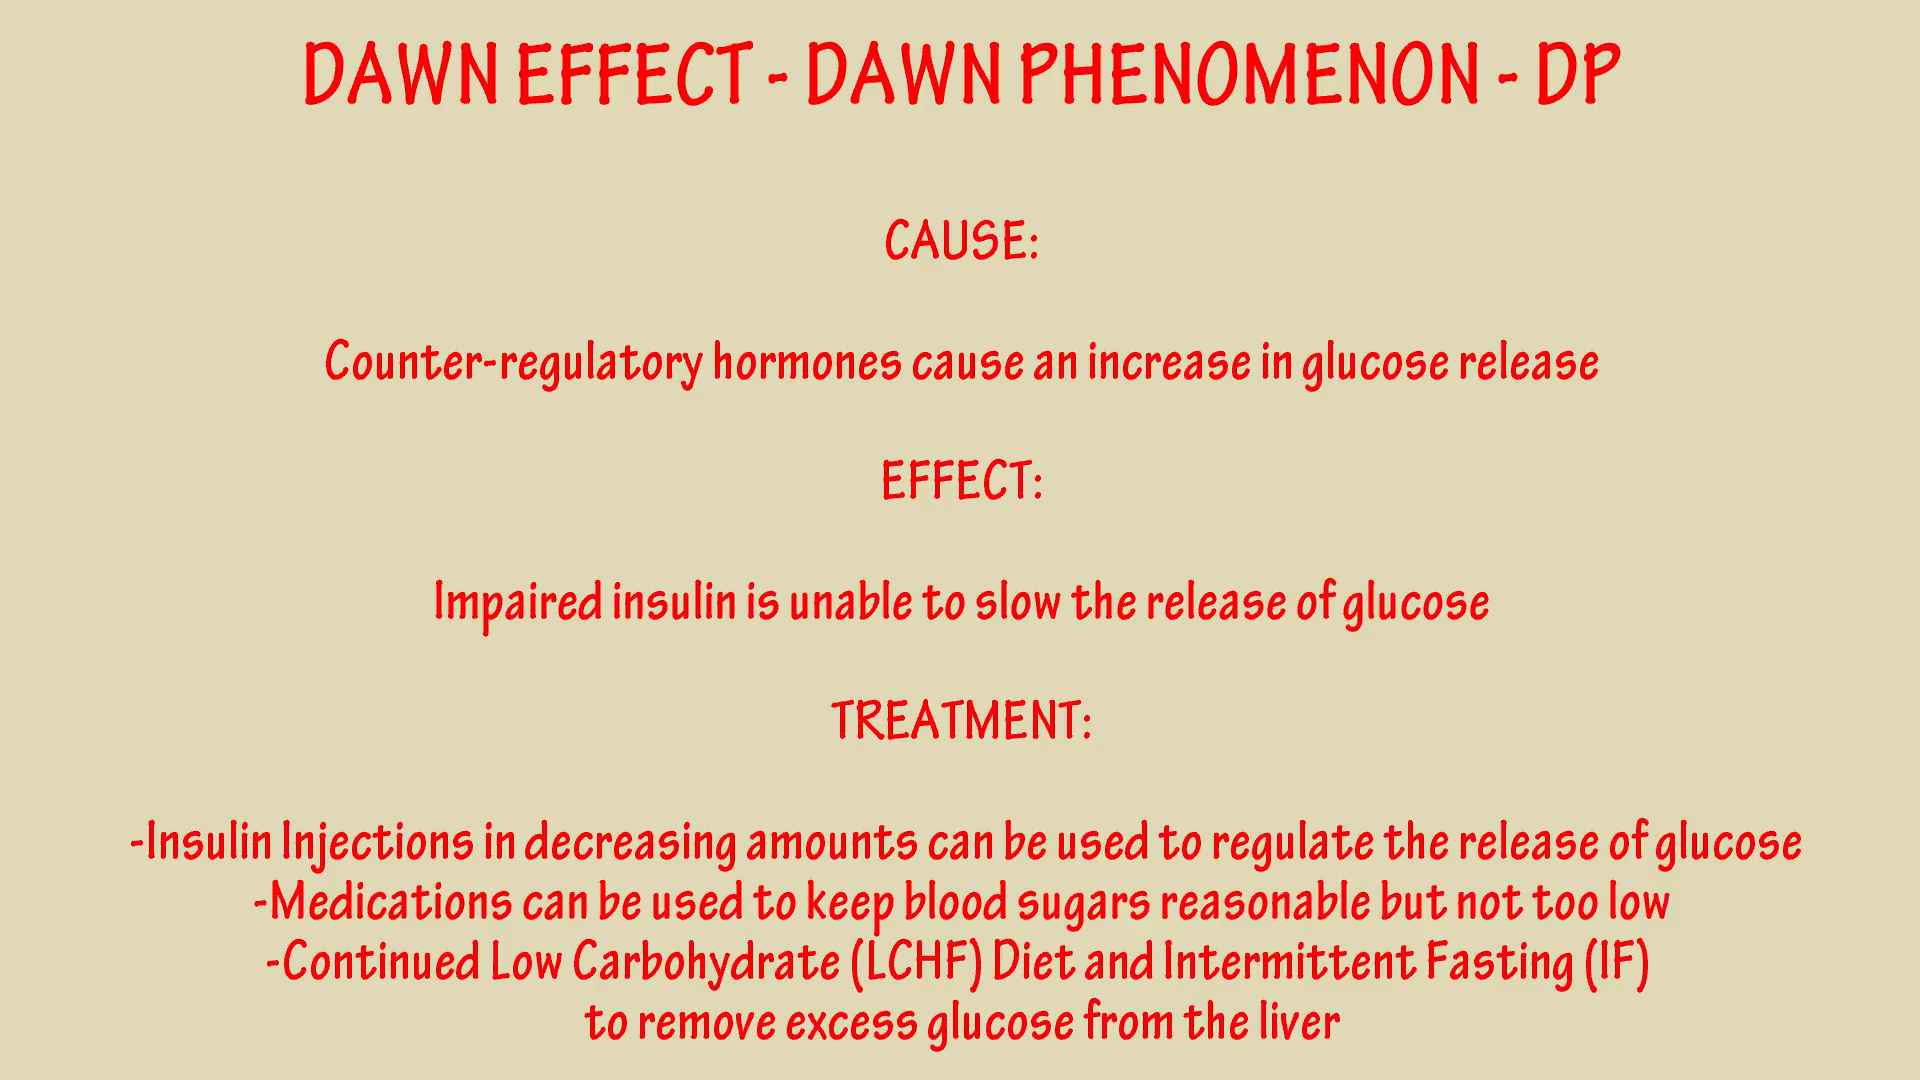 DAWN EFFECT - DAWN PHENOMENON - DP
CAUSE:
Counter-regulatory hormones cause an increase in glucose release
EFFECT:
Impaired insulin is unable to slow the release of glucose
TREATMENT:
-Insulin Injections in decreasing amounts can be used to regulate the release of glucose
-Medications can be used to keep blood sugars reasonable but not too low
-Continued Low Carbohydrate (LCHF) Diet and Intermittent Fasting (IF)
to remove excess glucose from the liver